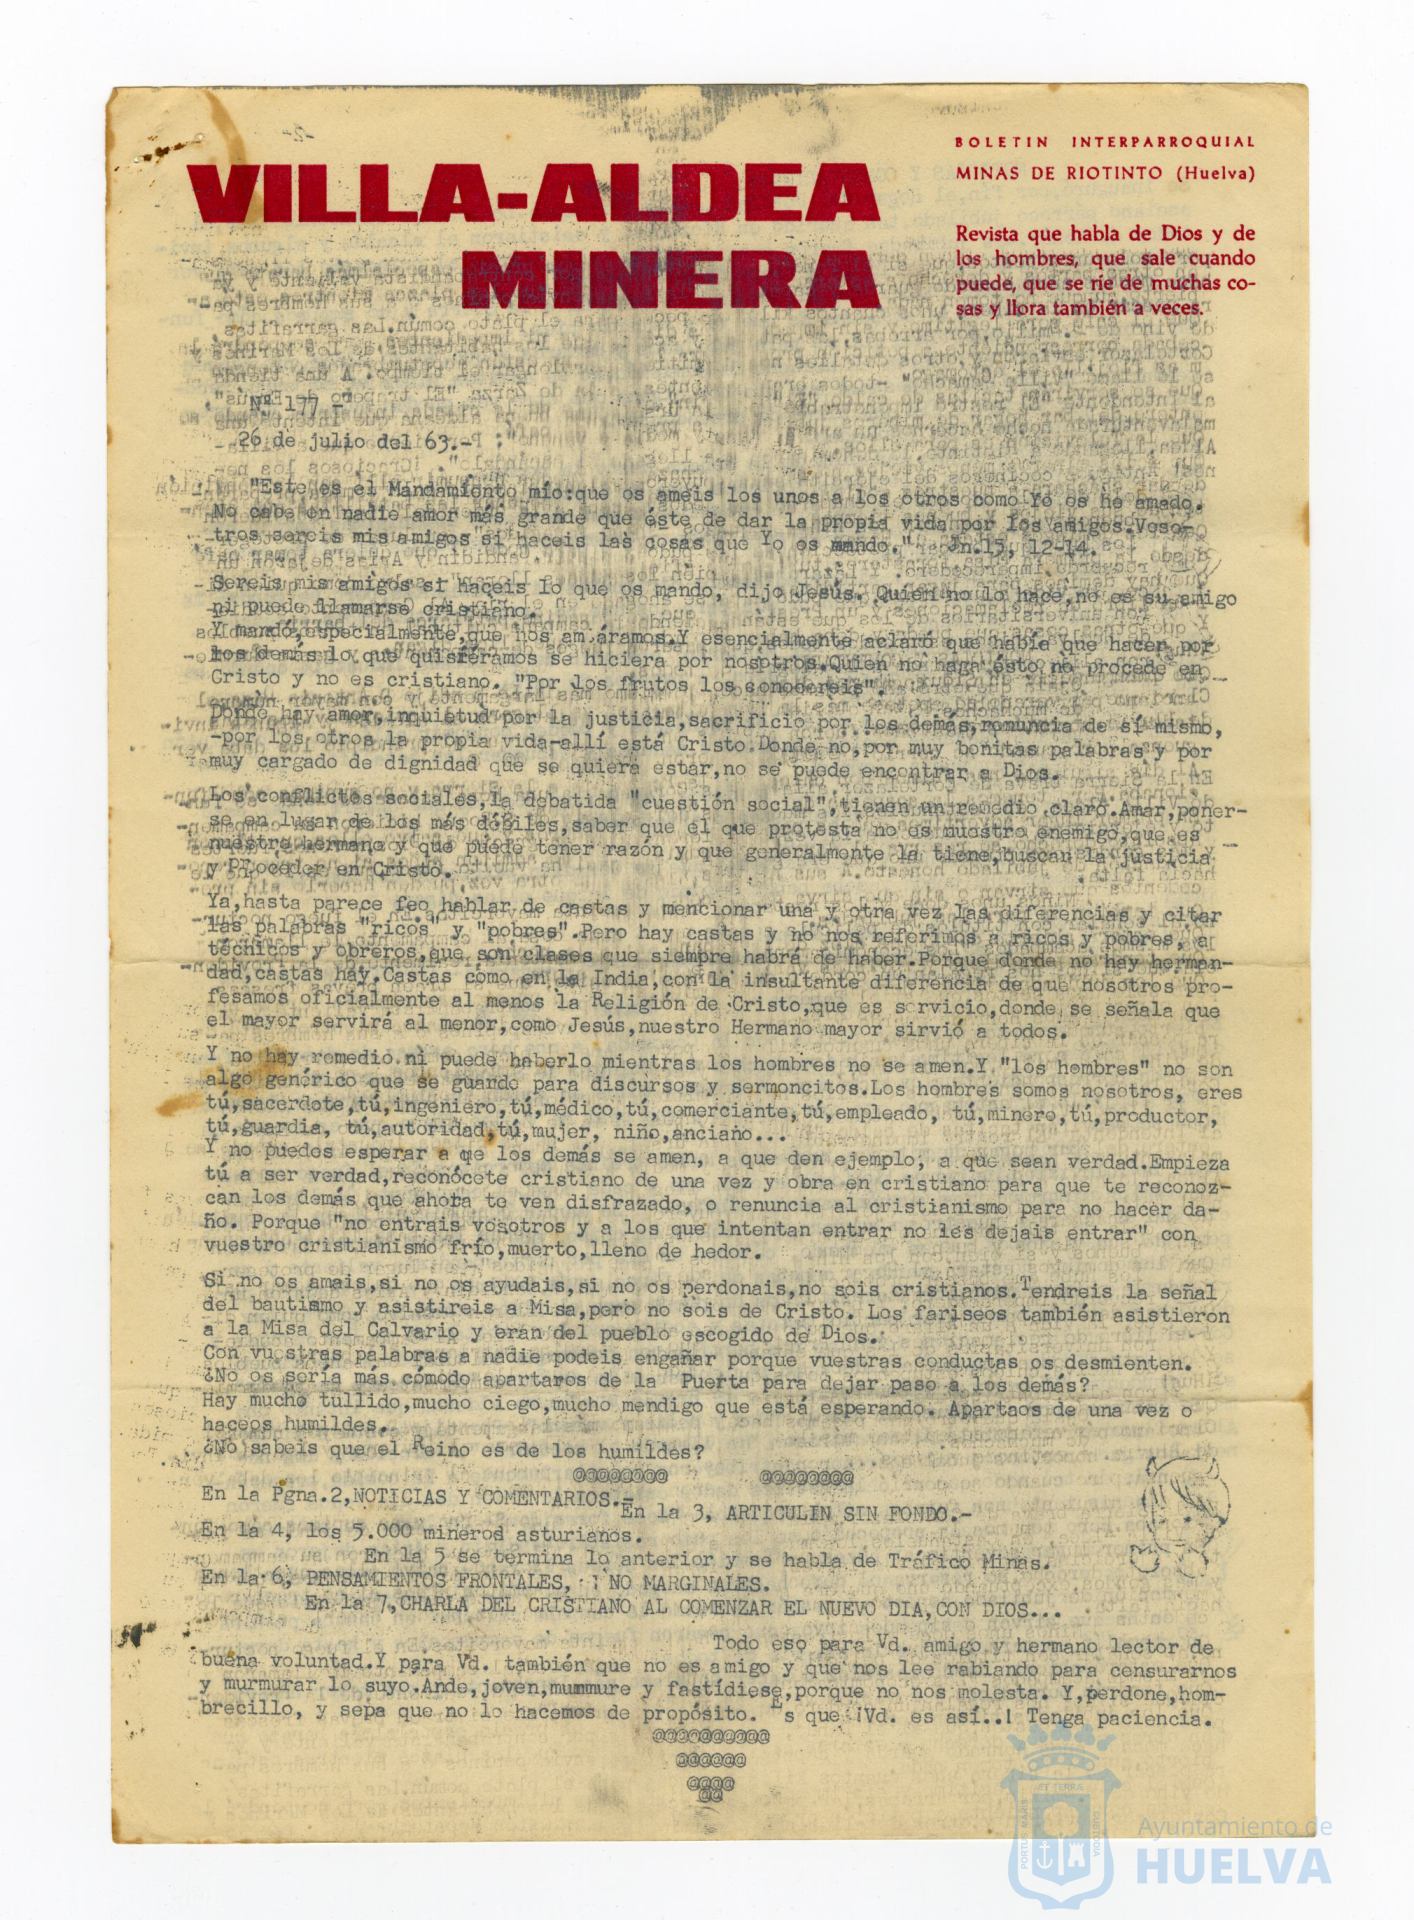 BOLETIN INTERPARROQUIAL
MINAS DE RIOTINTO (Huelva)
VILLA-ALDEA
MINERA
Revista que habla de Dios y de
los hombres, que sale cuando
puede, que se rie de muchas co-
sas y llora también a veces.
Nº 177 -
26 de julio del 63.-
"Este es el Mandamionto mío:que os ameis los unos a los otros como Yo os he amado.
No cabe en nadie amor más grande que éste de dar la propia vida por los amigos.Voso-
tros sereis mis amigos si haceis las cosas que Yo os mando." Jn.15, 12-14.
Sereis mis amigos si haceis lo que os mando, dijo Jesús. Quien no lo hace,no es su amigo
ni puede llamarse cristiano.
Y mandó,especialmente,que nos amáramos.Y esencialmente aclaró que había que hacer por
los demás lo que quisiéramos se hiciera por nosotros.Quien no haga ésto no procede en
Cristo y no es cristiano. "Por los frutos los conocereis".
Donde hay amor,inquietud por la justicia,sacrificio por los demás,renuncia de sí mismo,
-por los otros la propia vida-allí está Cristo.Donde no,por muy bonitas palabras y por
muy cargado de dignidad que se quiera estar,no se puede encontrar a Dios.
Los conflictos sociales,la debatida "cuestión social",tienen un remedio claro.Amar,poner-
se en lugar de los más débiles,saber que el que protesta no es nuestro enemigo,que es
nuestro hermano y que puede tener razón y que generalmente la tiene,buscan la justicia
y proceder en Cristo.
Ya,hasta parece feo hablar de castas y mencionar una y otra vez las diferencias y citar
las palabras "ricos" y "pobres".Pero hay castas y no nos referimos a ricos y pobres, a
técnicos y obreros,que son clases que siempre habrá de haber.Porque donde no hay herman-
dad,castas hay.Castas cómo en la India,con la insultante diferencia de que nosotros pro-
fesamos oficialmente al menos la Religión de Cristo,que es servicio,donde se señala que
el mayor servirá al menor,como Jesús,nuestro Hermano mayor sirvió a todos.
Y no hay remedio ni puede haberlo mientras los hombres no se amen.Y "los hombres" no son
algo genérico que se guarde para discursos y sermoncitos.Los hombres somos nosotros, eres
tú,sacerdote,tú,ingeniero,tú,médico,tú,comerciante,tú,empleado, tú,minero,tú,productor,
tú,guardia, tú,autoridad,tú,mujer, niño,anciano...
Y no puedes esperar a qe los demás se amen, a que den ejemplo, a que sean verdad.Empieza
tú a ser verdad,reconócete cristiano de una vez y obra en cristiano para que te reconoz-
can los demás que ahora te ven disfrazado, o renuncia al cristianismo para no hacer da-
ño. Porque "no entrais vosotros y a los que intentan entrar no les dejais entrar" con
vuestro cristianismo frío,muerto,lleno de hedor.
Si no os amais,si no os ayudais,si no os perdonais,no sois cristianos.Tendreis la señal
del bautismo y asistireis a Misa,pero no sois de Cristo. Los fariseos también asistieron
a la Misa del Calvario y eran del pueblo escogido de Dios.
Con vuestras palabras a nadie podeis engañar porque vuestras conductas os desmienten.
¿No os sería más cómodo apartaros de la Puerta para dejar paso a los demás?
Hay mucho tullido,mucho ciego,mucho mendigo que está esperando. Apartaos de una vez o
haceos humildes.
¿No sabeis que el Reino es de los humildes?
@@@@@@@@ @@@@@@@@
En la Pgna.2,NOTICIAS Y COMENTARIOS.-
En la 3, ARTICULIN SIN FONDO.-
En la 4, los 5.000 mineros asturianos.
En la 5 se termina lo anterior y se habla de Tráfico Minas.
En la 6, PENSAMIENTOS FRONTALES, ¡NO MARGINALES.
En la 7,CHARLA DEL CRISTIANO AL COMENZAR EL NUEVO DIA,CON DIOS...
Todo eso para Vd. amigo y hermano lector de
buena voluntad.Y para Vd. también que no es amigo y que nos lee rabiando para censurarnos
y murmurar lo suyo.Ande,joven,mummure y fastídiese,porque no nos molesta. Y,perdone,hom-
brecillo, y sepa que no lo hacemos de propósito. Es que ¡Vd. es así..! Tenga paciencia.
@@@@@@@@@@
@@@@@@
@@@@
@@
PORTUS MARIS ET TERRÆ CUSTODIA
Ayuntamiento de
HUELVA